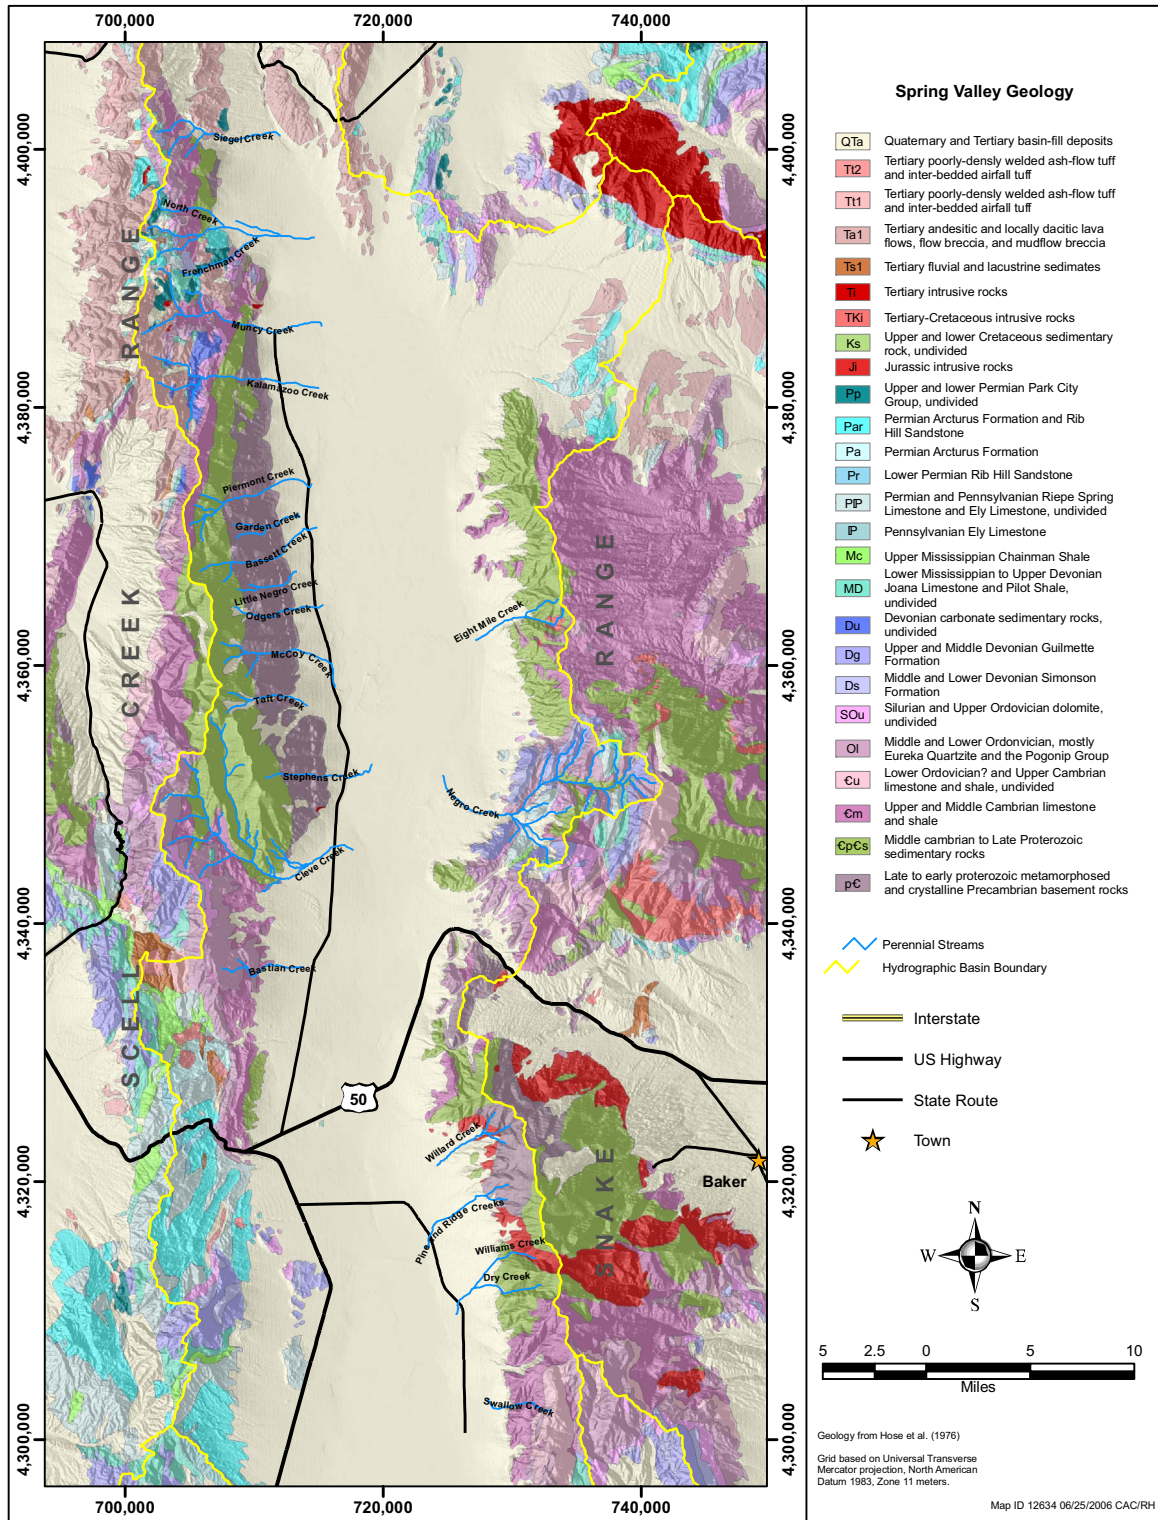 700,000
720,000
740,000
4,400,000
4,380,000
4,360,000
4,340,000
4,320,000
4,300,000
4,400,000
4,380,000
4,360,000
4,340,000
4,320,000
4,300,000
700,000
720,000
740,000
Siegel Creek
North Creek
Frenchman Creek
Muncy Creek
Kalamazoo Creek
Piermont Creek
Garden Creek
Bassett Creek
Little Negro Creek
Odgers Creek
McCoy Creek
Taft Creek
Stephens Creek
Cleve Creek
Bastian Creek
Eight Mile Creek
Negro Creek
Willard Creek
Pine and Ridge Creeks
Williams Creek
Dry Creek
Swallow Creek
SCELL CREEK RANGE
SNAKE RANGE
50
Baker
Spring Valley Geology
QTa Quaternary and Tertiary basin-fill deposits
Tt2 Tertiary poorly-densly welded ash-flow tuff
and inter-bedded airfall tuff
Tt1 Tertiary poorly-densly welded ash-flow tuff
and inter-bedded airfall tuff
Ta1 Tertiary andesitic and locally dacitic lava
flows, flow breccia, and mudflow breccia
Ts1 Tertiary fluvial and lacustrine sedimates
Ti Tertiary intrusive rocks
TKi Tertiary-Cretaceous intrusive rocks
Ks Upper and lower Cretaceous sedimentary
rock, undivided
Ji Jurassic intrusive rocks
Pp Upper and lower Permian Park City
Group, undivided
Par Permian Arcturus Formation and Rib
Hill Sandstone
Pa Permian Arcturus Formation
Pr Lower Permian Rib Hill Sandstone
PIP Permian and Pennsylvanian Riepe Spring
Limestone and Ely Limestone, undivided
IP Pennsylvanian Ely Limestone
Mc Upper Mississippian Chainman Shale
MD Lower Mississippian to Upper Devonian
Joana Limestone and Pilot Shale,
undivided
Du Devonian carbonate sedimentary rocks,
undivided
Dg Upper and Middle Devonian Guilmette
Formation
Ds Middle and Lower Devonian Simonson
Formation
SOu Silurian and Upper Ordovician dolomite,
undivided
Ol Middle and Lower Ordonvician, mostly
Eureka Quartzite and the Pogonip Group
€u Lower Ordovician? and Upper Cambrian
limestone and shale, undivided
€m Upper and Middle Cambrian limestone
and shale
€p€s Middle cambrian to Late Proterozoic
sedimentary rocks
p€ Late to early proterozoic metamorphosed
and crystalline Precambrian basement rocks
Perennial Streams
Hydrographic Basin Boundary
Interstate
US Highway
State Route
Town
N
W E
S
5 2.5 0 5 10
Miles
Geology from Hose et al. (1976)
Grid based on Universal Transverse
Mercator projection, North American
Datum 1983, Zone 11 meters.
Map ID 12634 06/25/2006 CAC/RH